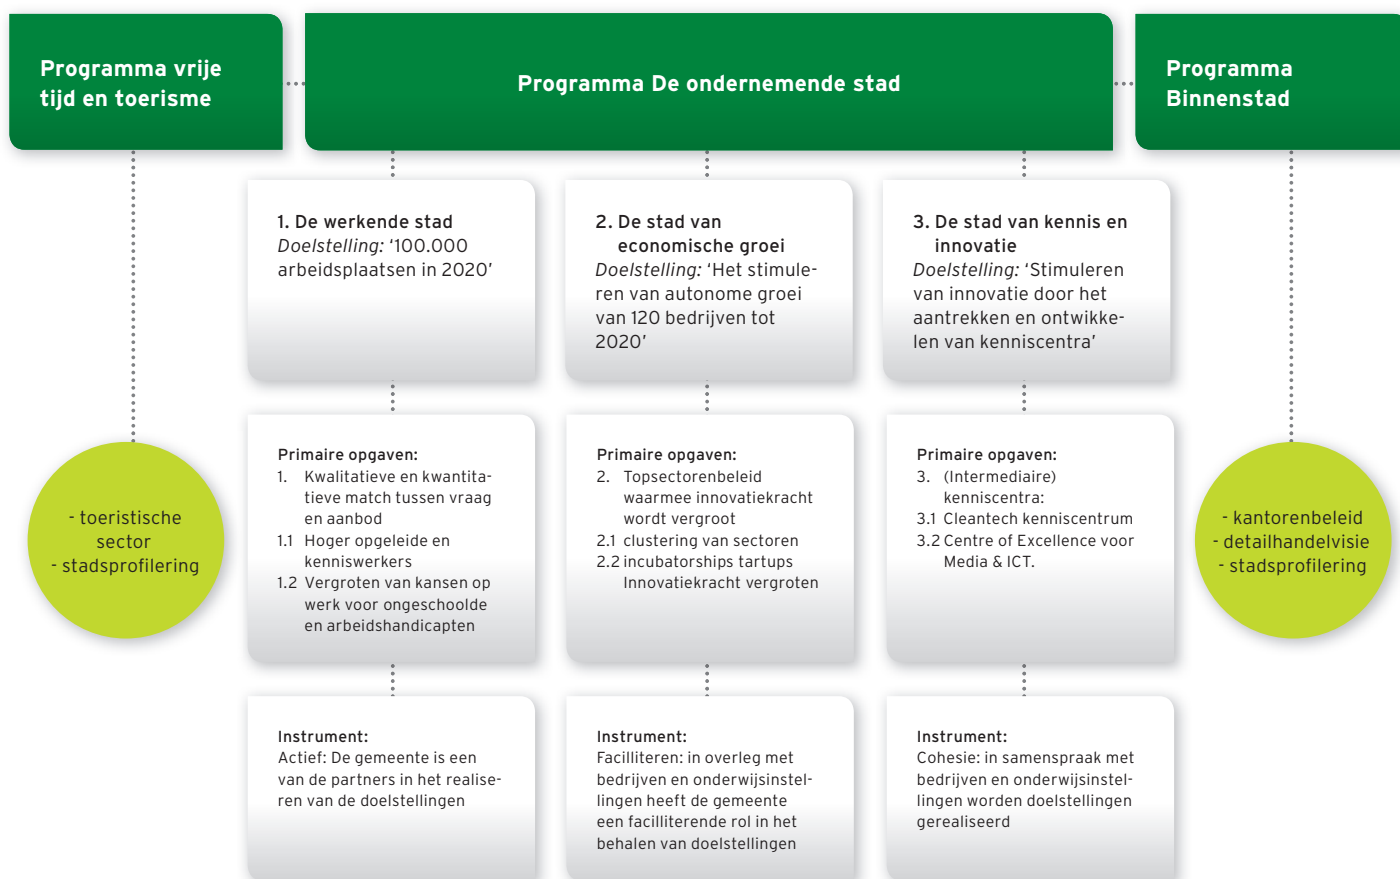 Programma vrije
tijd en toerisme
Programma De ondernemende stad
Programma
Binnenstad
1. De werkende stad
Doelstelling: ‘100.000
arbeidsplaatsen in 2020’
2. De stad van
economische groei
Doelstelling: ‘Het stimule-
ren van autonome groei
van 120 bedrijven tot
2020’
3. De stad van kennis en
innovatie
Doelstelling: ‘Stimuleren
van innovatie door het
aantrekken en ontwikke-
len van kenniscentra’
- toeristische
sector
- stadsprofilering
Primaire opgaven:
1. Kwalitatieve en kwantita-
tieve match tussen vraag
en aanbod
1.1 Hoger opgeleide en
kenniswerkers
1.2 Vergroten van kansen op
werk voor ongeschoolde
en arbeidshandicapten
Primaire opgaven:
2. Topsectorenbeleid
waarmee innovatiekracht
wordt vergroot
2.1 clustering van sectoren
2.2 incubatorships tartups
Innovatiekracht vergroten
Primaire opgaven:
3. (Intermediaire)
kenniscentra:
3.1 Cleantech kenniscentrum
3.2 Centre of Excellence voor
Media & ICT.
- kantorenbeleid
- detailhandelvisie
- stadsprofilering
Instrument:
Actief: De gemeente is een
van de partners in het realise-
ren van de doelstellingen
Instrument:
Facilliteren: in overleg met
bedrijven en onderwijsinstel-
lingen heeft de gemeente
een facilliterende rol in het
behalen van doelstellingen
Instrument:
Cohesie: in samenspraak met
bedrijven en onderwijsinstel-
lingen worden doelstellingen
gerealiseerd